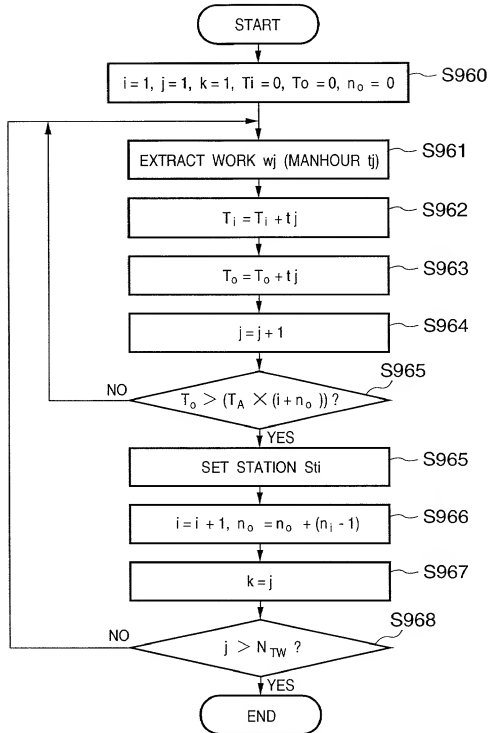 START
i = 1, j = 1, k = 1, Ti = 0, To = 0, no = 0
S960
EXTRACT WORK wj (MANHOUR tj)
S961
Ti = Ti + tj
S962
To = To + tj
S963
j = j + 1
S964
S965
NO
To > (TA × (i + no)) ?
YES
SET STATION Sti
S965
i = i + 1, no = no + (ni - 1)
S966
k = j
S967
S968
NO
j > NTW ?
YES
END